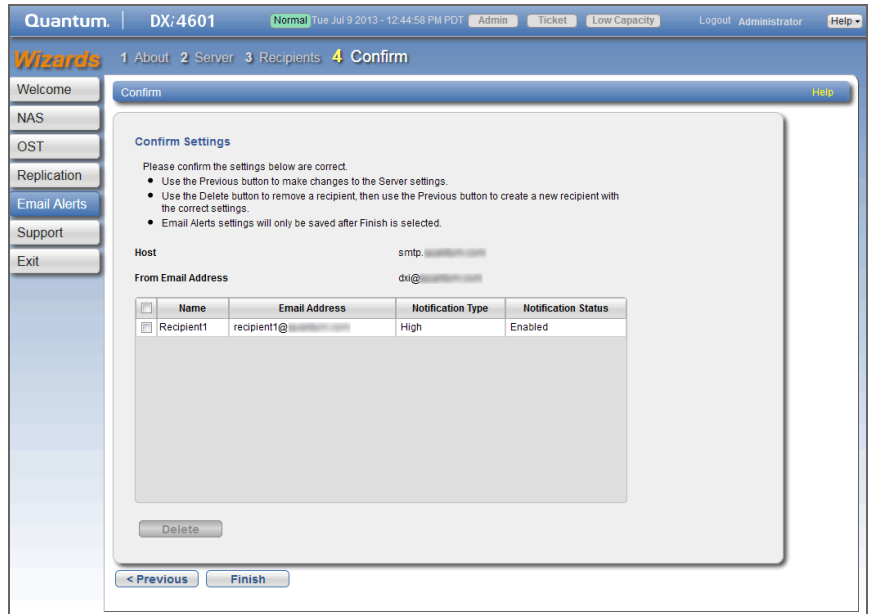 Quantum. DXi4601 Normal Tue Jul 9 2013 - 12:44:58 PM PDT Admin Ticket Low Capacity Logout Administrator Help
Wizards 1 About 2 Server 3 Recipients 4 Confirm
Welcome
NAS
OST
Replication
Email Alerts
Support
Exit
Confirm Help
Confirm Settings
Please confirm the settings below are correct.
• Use the Previous button to make changes to the Server settings.
• Use the Delete button to remove a recipient, then use the Previous button to create a new recipient with
the correct settings.
• Email Alerts settings will only be saved after Finish is selected.
Host smtp.
From Email Address dxi@
Name Email Address Notification Type Notification Status
Recipient1 recipient1@ High Enabled
Delete
< Previous Finish